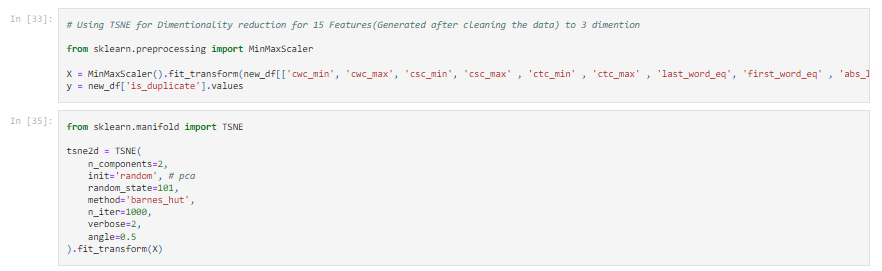 In [33]:
# Using TSNE for Dimentionality reduction for 15 Features(Generated after cleaning the data) to 3 dimention
from sklearn.preprocessing import MinMaxScaler
X = MinMaxScaler().fit_transform(new_df[['cwc_min', 'cwc_max', 'csc_min', 'csc_max' , 'ctc_min' , 'ctc_max' , 'last_word_eq', 'first_word_eq' , 'abs_l
y = new_df['is_duplicate'].values
In [35]:
from sklearn.manifold import TSNE
tsne2d = TSNE(
n_components=2,
init='random', # pca
random_state=101,
method='barnes_hut',
n_iter=1000,
verbose=2,
angle=0.5
).fit_transform(X)